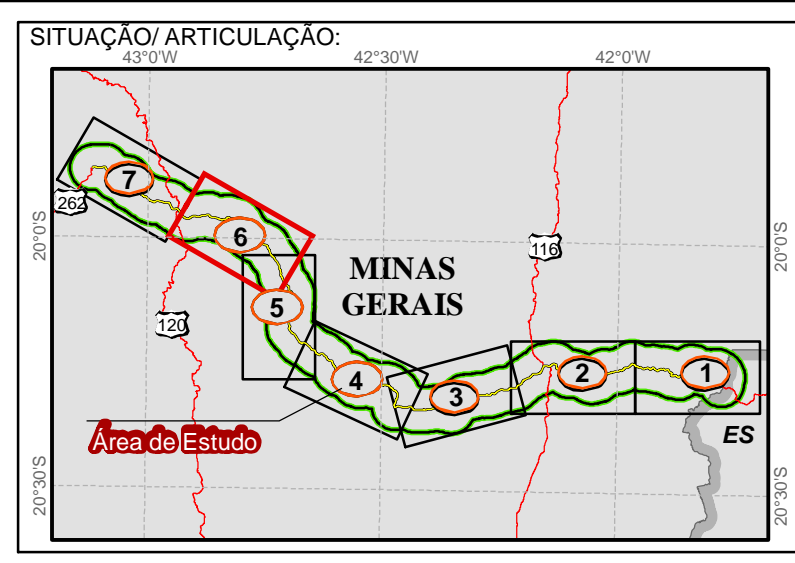 SITUAÇÃO/ ARTICULAÇÃO:
43°0'W 42°30'W 42°0'W
7
262
6
20°0'S
20°0'S
116
MINAS
GERAIS
5
120
4
3
2
1
Área de Estudo
ES
20°30'S
20°30'S